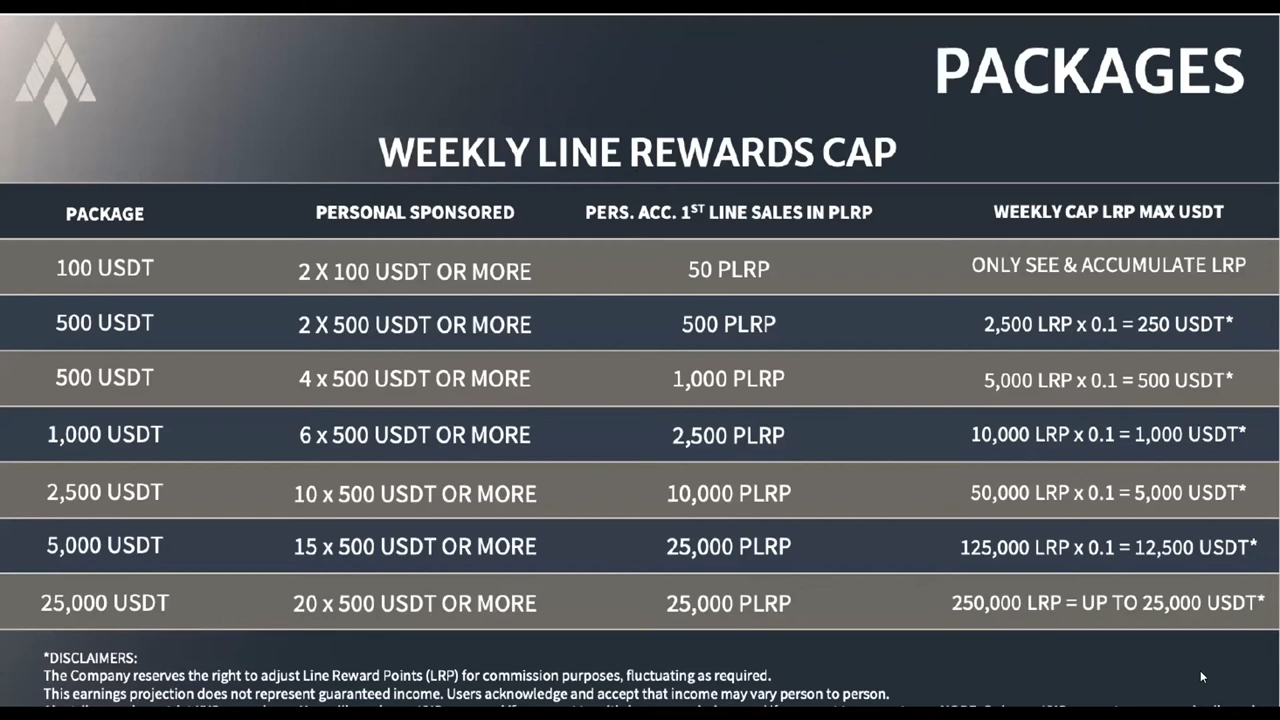 PACKAGES
WEEKLY LINE REWARDS CAP
PACKAGE PERSONAL SPONSORED PERS. ACC. 1ST LINE SALES IN PLRP WEEKLY CAP LRP MAX USDT
100 USDT 2 X 100 USDT OR MORE 50 PLRP ONLY SEE & ACCUMULATE LRP
500 USDT 2 X 500 USDT OR MORE 500 PLRP 2,500 LRP x 0.1 = 250 USDT*
500 USDT 4 x 500 USDT OR MORE 1,000 PLRP 5,000 LRP x 0.1 = 500 USDT*
1,000 USDT 6 x 500 USDT OR MORE 2,500 PLRP 10,000 LRP x 0.1 = 1,000 USDT*
2,500 USDT 10 x 500 USDT OR MORE 10,000 PLRP 50,000 LRP x 0.1 = 5,000 USDT*
5,000 USDT 15 x 500 USDT OR MORE 25,000 PLRP 125,000 LRP x 0.1 = 12,500 USDT*
25,000 USDT 20 x 500 USDT OR MORE 25,000 PLRP 250,000 LRP = UP TO 25,000 USDT*
*DISCLAIMERS:
The Company reserves the right to adjust Line Reward Points (LRP) for commission purposes, fluctuating as required.
This earnings projection does not represent guaranteed income. Users acknowledge and accept that income may vary person to person.